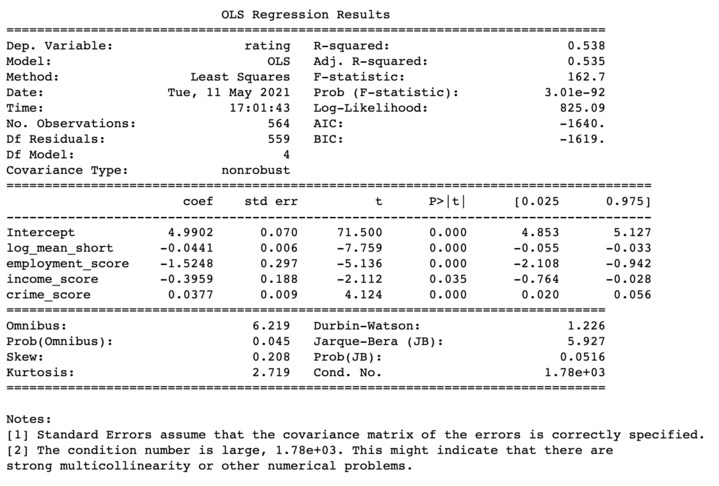 OLS Regression Results
==============================================================================
Dep. Variable:                 rating   R-squared:                       0.538
Model:                            OLS   Adj. R-squared:                  0.535
Method:                 Least Squares   F-statistic:                     162.7
Date:                Tue, 11 May 2021   Prob (F-statistic):           3.01e-92
Time:                        17:01:43   Log-Likelihood:                 825.09
No. Observations:                 564   AIC:                            -1640.
Df Residuals:                     559   BIC:                            -1619.
Df Model:                           4
Covariance Type:            nonrobust
====================================================================================
                       coef    std err          t      P>|t|      [0.025      0.975]
------------------------------------------------------------------------------------
Intercept            4.9902      0.070     71.500      0.000       4.853       5.127
log_mean_short      -0.0441      0.006     -7.759      0.000      -0.055      -0.033
employment_score    -1.5248      0.297     -5.136      0.000      -2.108      -0.942
income_score        -0.3959      0.188     -2.112      0.035      -0.764      -0.028
crime_score          0.0377      0.009      4.124      0.000       0.020       0.056
==============================================================================
Omnibus:                        6.219   Durbin-Watson:                   1.226
Prob(Omnibus):                  0.045   Jarque-Bera (JB):                5.927
Skew:                           0.208   Prob(JB):                       0.0516
Kurtosis:                       2.719   Cond. No.                     1.78e+03
==============================================================================
Notes:
[1] Standard Errors assume that the covariance matrix of the errors is correctly specified.
[2] The condition number is large, 1.78e+03. This might indicate that there are
strong multicollinearity or other numerical problems.